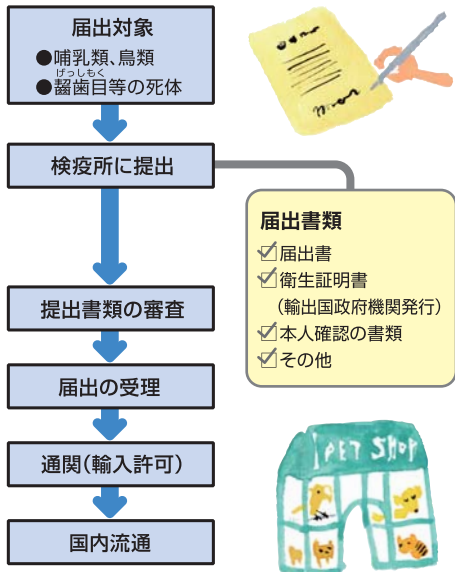 届出対象
●哺乳類、鳥類
げっしもく
●齧歯目等の死体
検疫所に提出
届出書類
届出書
衛生証明書
（輸出国政府機関発行）
本人確認の書類
その他
提出書類の審査
届出の受理
通関（輸入許可）
国内流通
PET SHOP